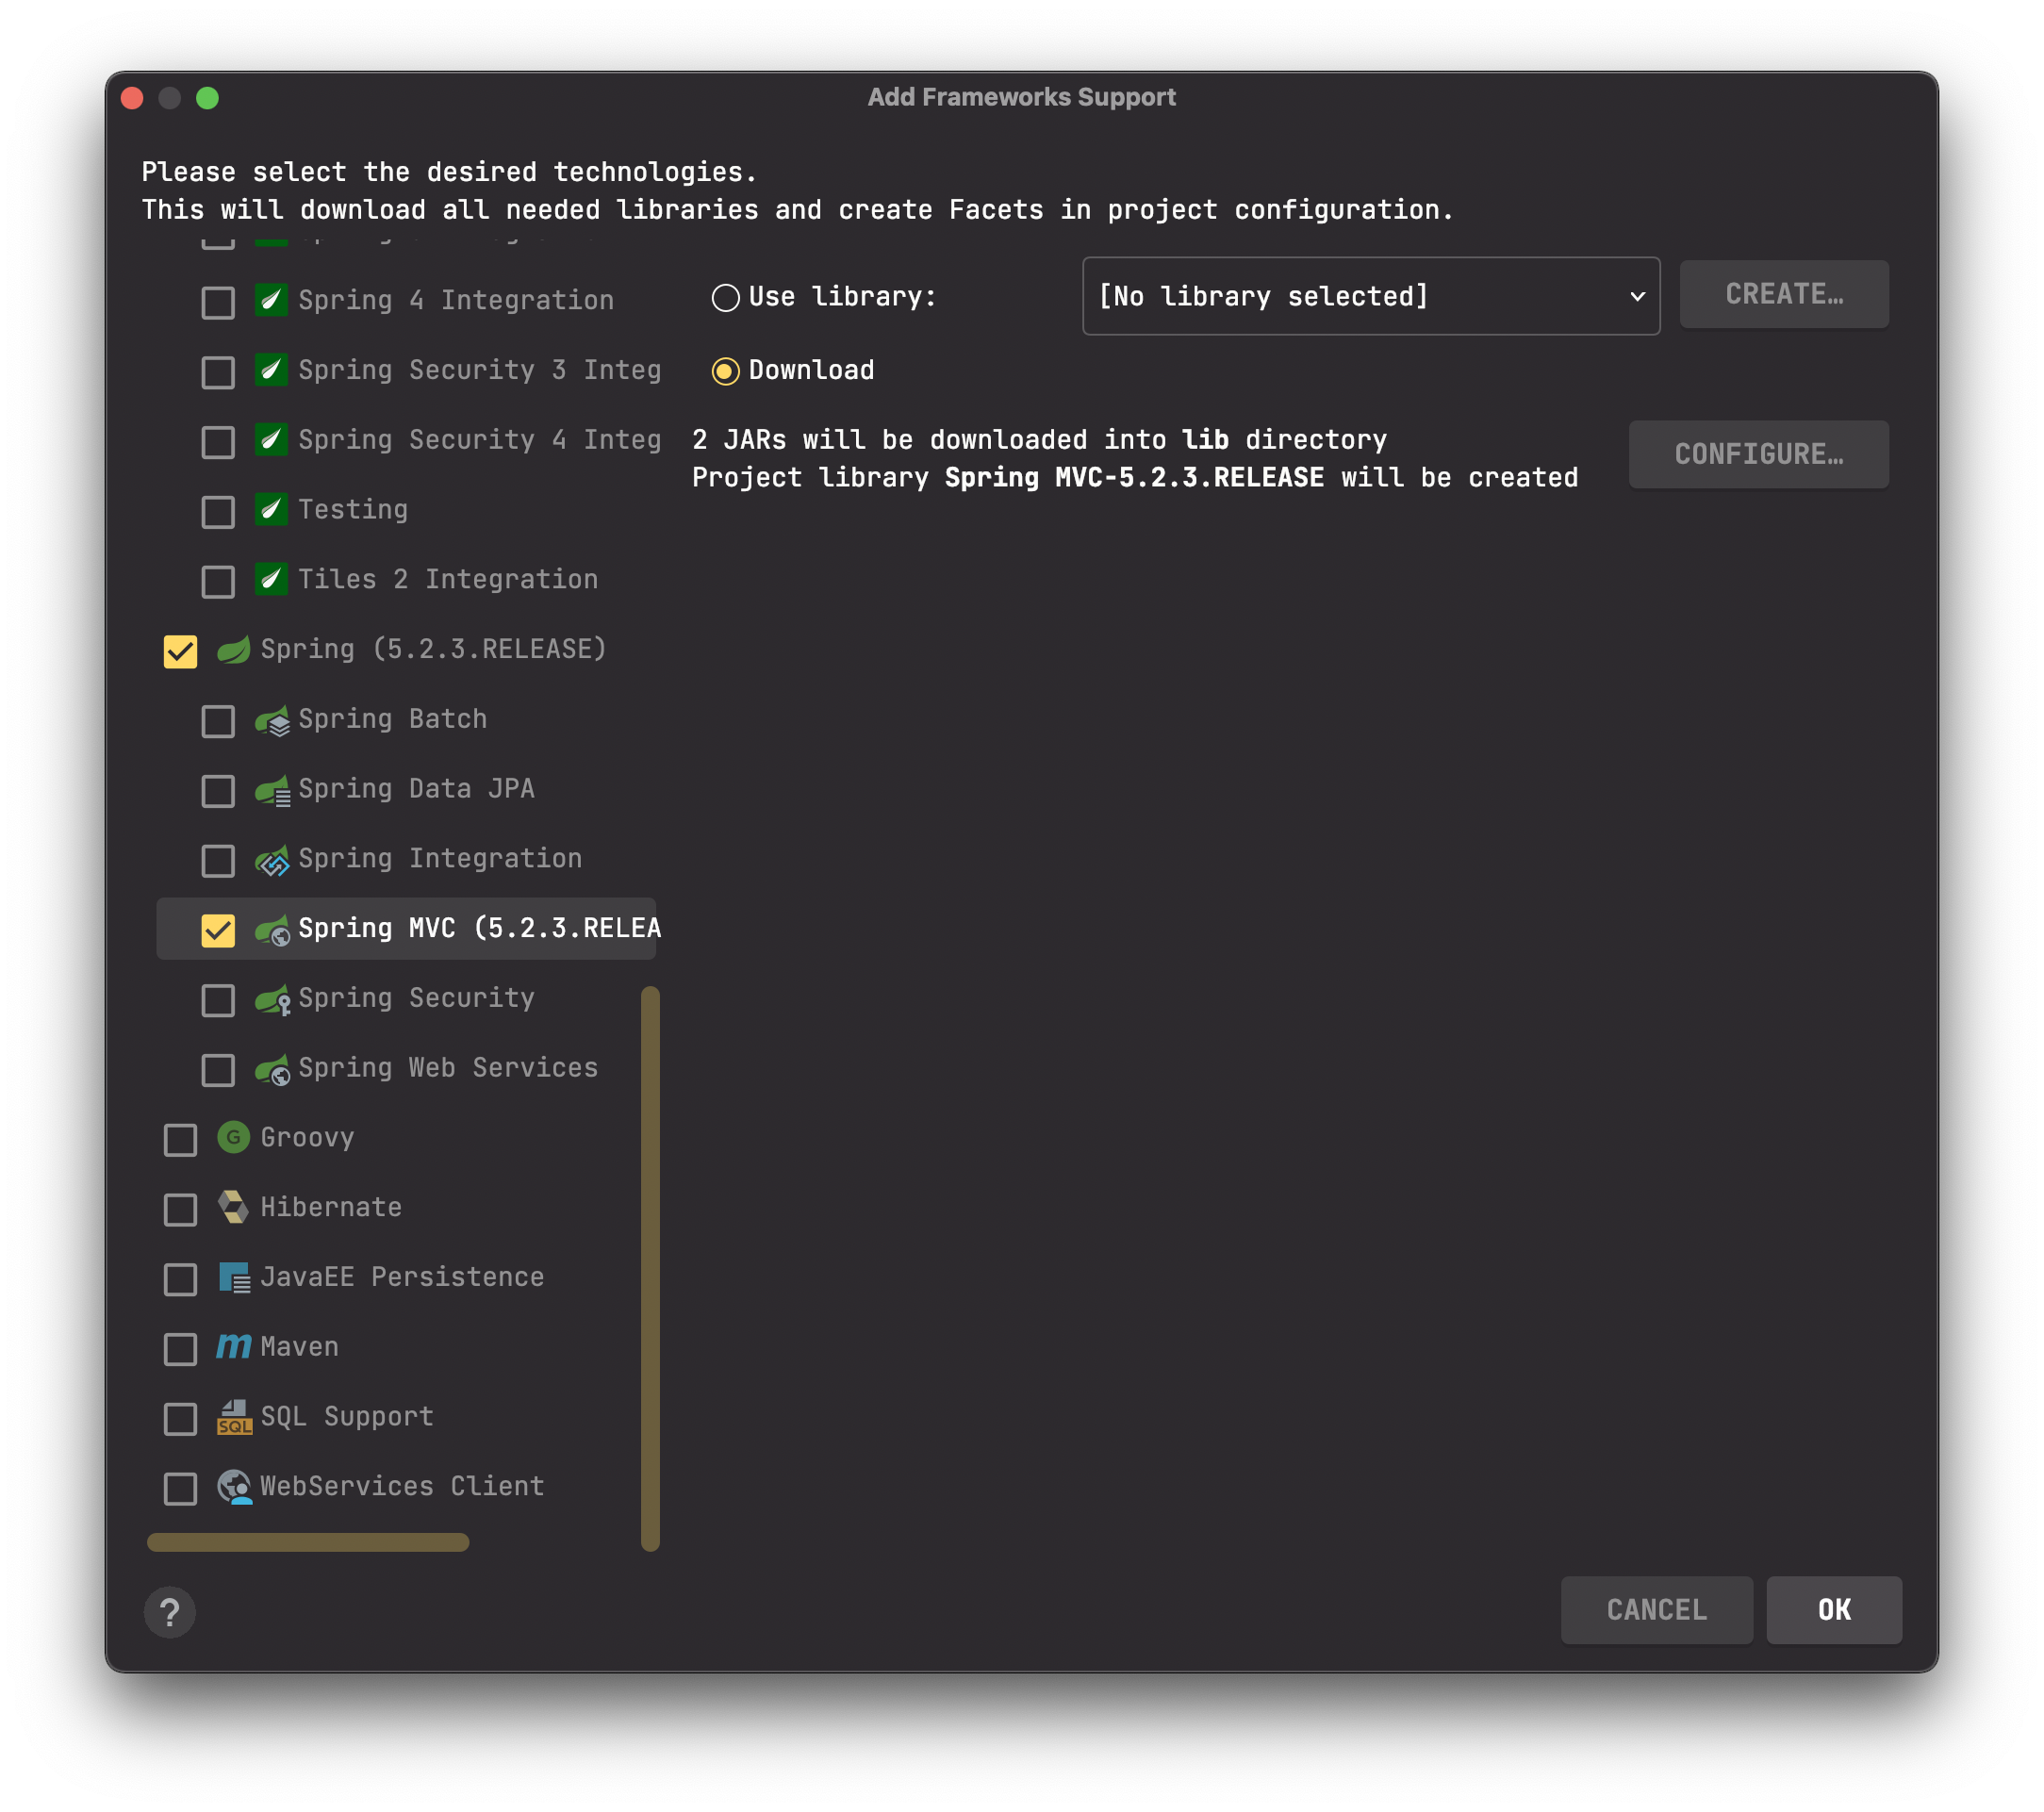 Add Frameworks Support
Please select the desired technologies.
This will download all needed libraries and create Facets in project configuration.
Spring 4 Integration
Spring Security 3 Integ
Spring Security 4 Integ
Testing
Tiles 2 Integration
Spring (5.2.3.RELEASE)
Spring Batch
Spring Data JPA
Spring Integration
Spring MVC (5.2.3.RELEA
Spring Security
Spring Web Services
G Groovy
Hibernate
JavaEE Persistence
m Maven
SQL SQL Support
WebServices Client
Use library:
[No library selected]
CREATE…
Download
2 JARs will be downloaded into lib directory
Project library Spring MVC-5.2.3.RELEASE will be created
CONFIGURE…
?
CANCEL
OK